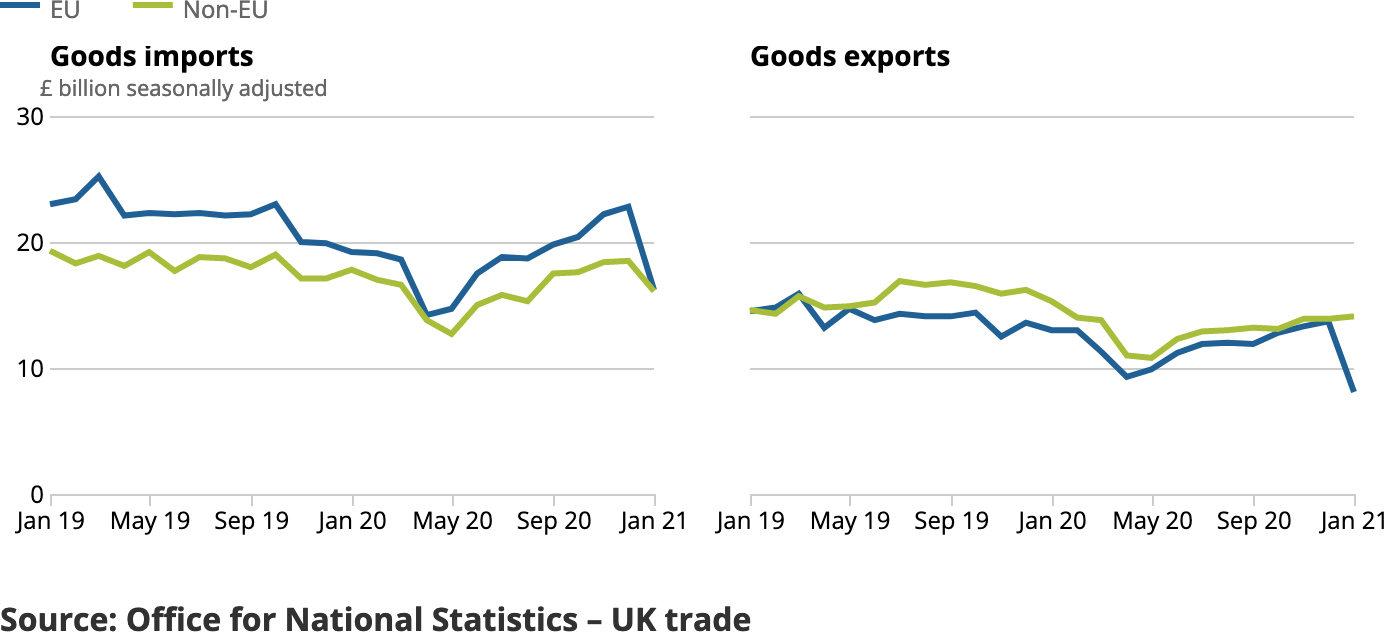 EU Non-EU
Goods imports
£ billion seasonally adjusted
30
20
10
0
Jan 19 May 19 Sep 19 Jan 20 May 20 Sep 20 Jan 21
Goods exports
Jan 19 May 19 Sep 19 Jan 20 May 20 Sep 20 Jan 21
Source: Office for National Statistics – UK trade